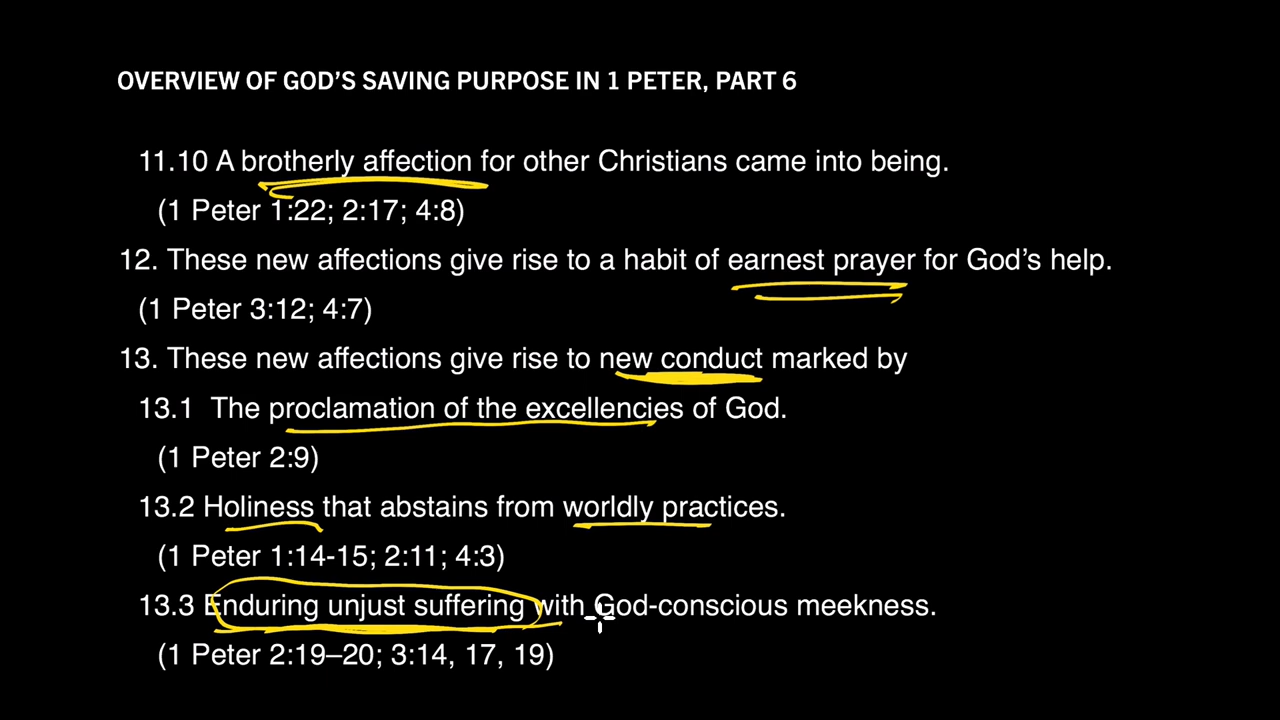 OVERVIEW OF GOD'S SAVING PURPOSE IN 1 PETER, PART 6
11.10 A brotherly affection for other Christians came into being.
(1 Peter 1:22; 2:17; 4:8)
12. These new affections give rise to a habit of earnest prayer for God's help.
(1 Peter 3:12; 4:7)
13. These new affections give rise to new conduct marked by
13.1 The proclamation of the excellencies of God.
(1 Peter 2:9)
13.2 Holiness that abstains from worldly practices.
(1 Peter 1:14-15; 2:11; 4:3)
13.3 Enduring unjust suffering with God-conscious meekness.
(1 Peter 2:19–20; 3:14, 17, 19)